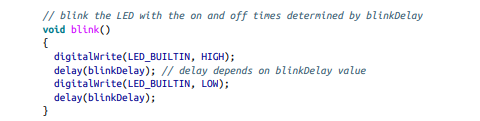 // blink the LED with the on and off times determined by blinkDelay
void blink()
{
  digitalWrite(LED_BUILTIN, HIGH);
  delay(blinkDelay); // delay depends on blinkDelay value
  digitalWrite(LED_BUILTIN, LOW);
  delay(blinkDelay);
}